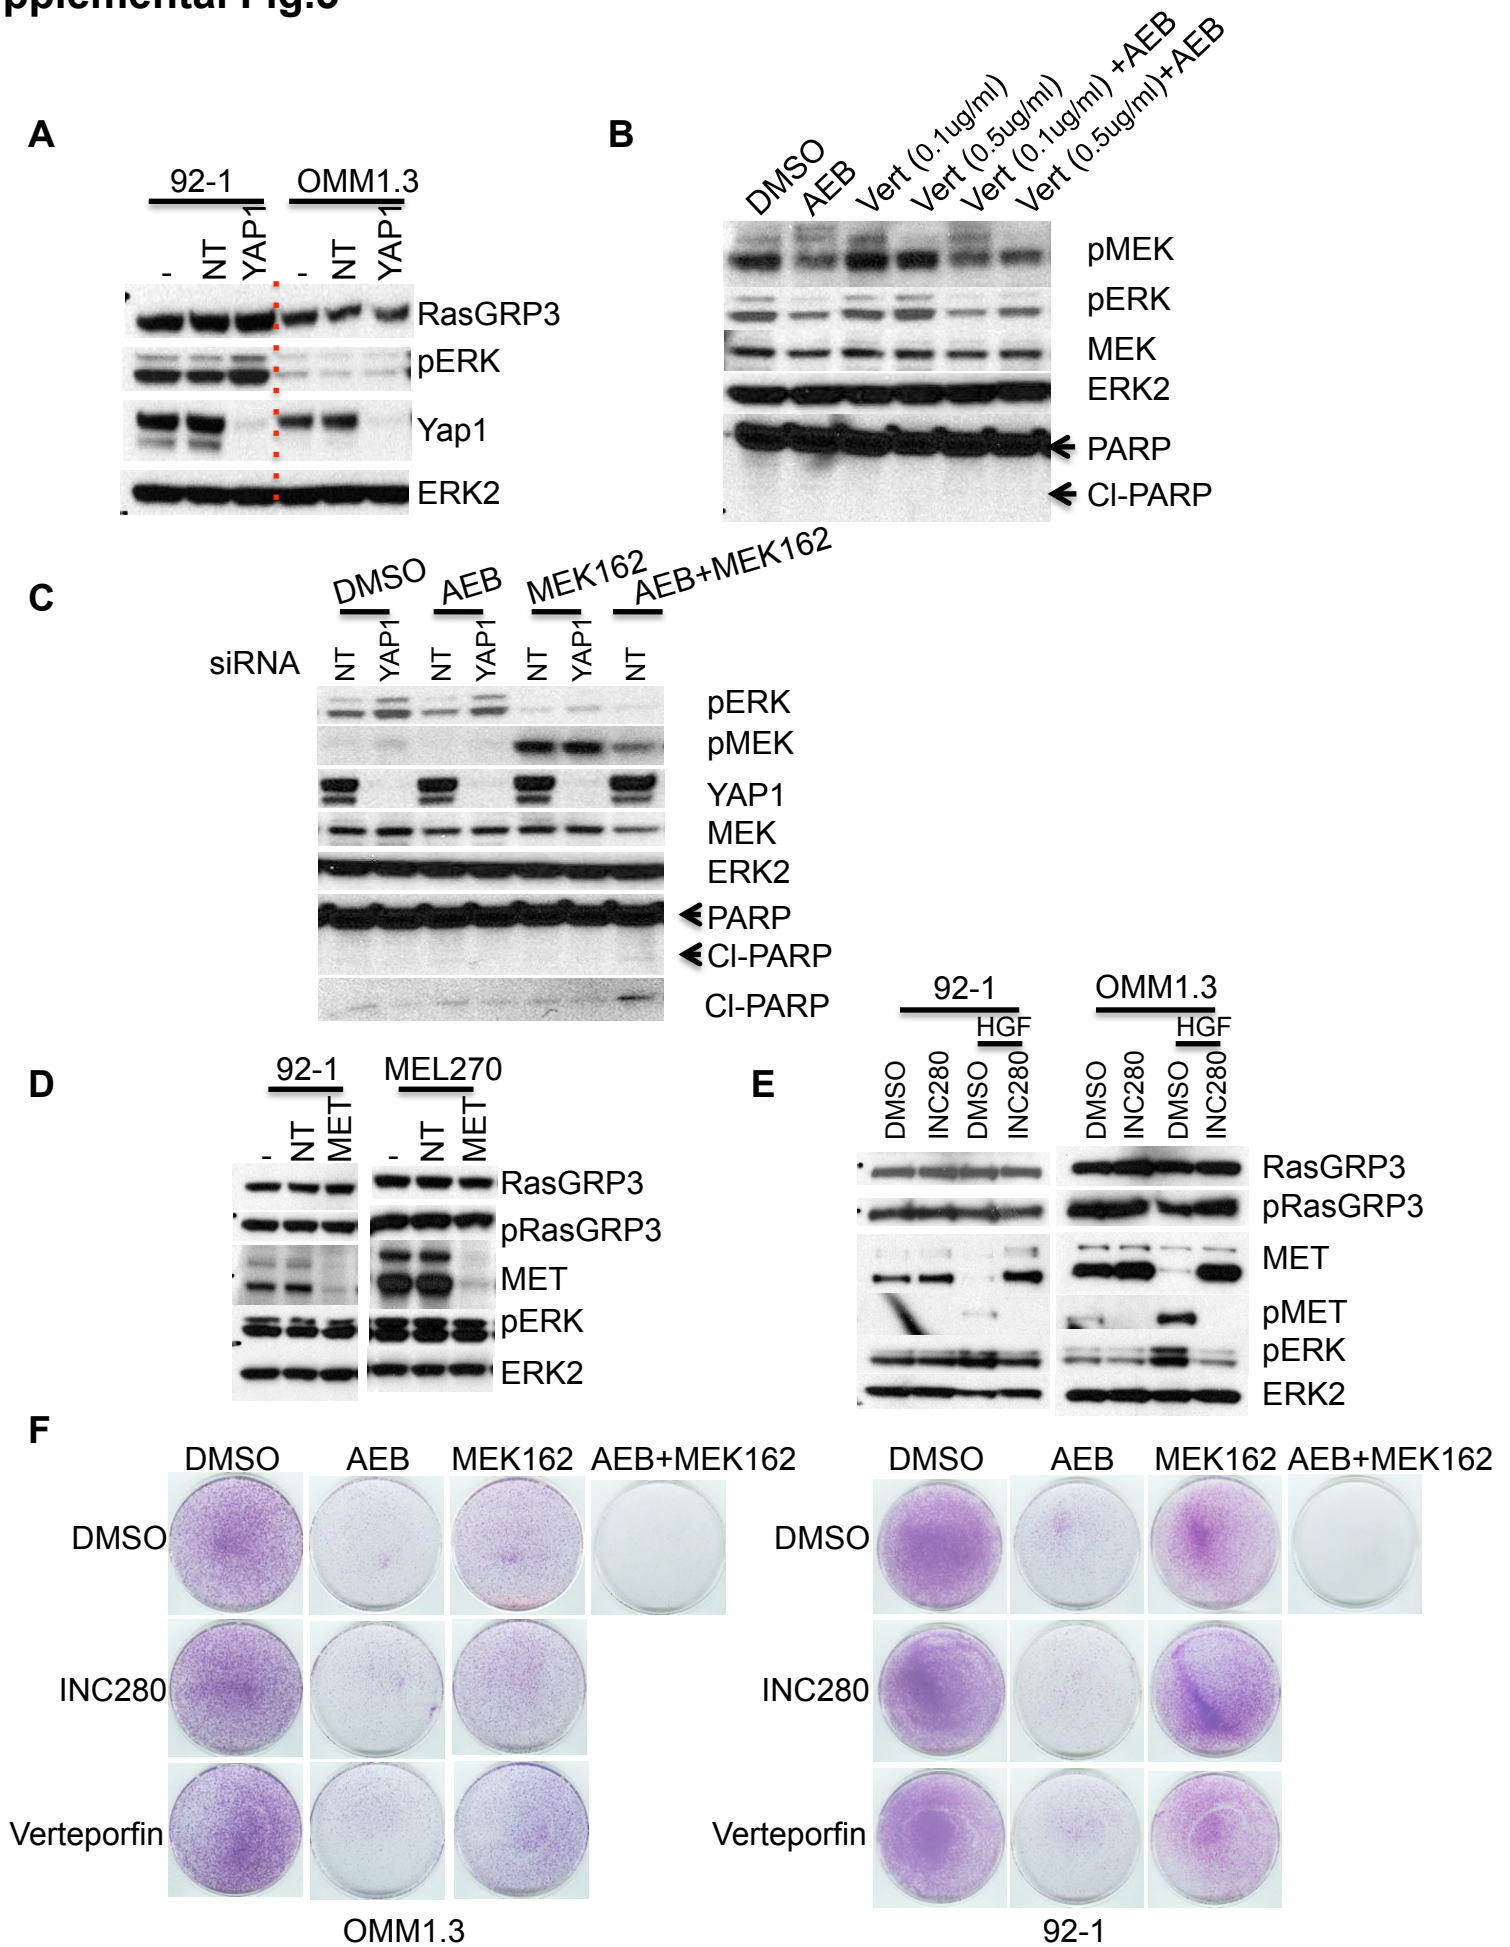 pplemental Fig.3
A
92-1 OMM1.3
- NT YAP1 - NT YAP1
RasGRP3
pERK
Yap1
ERK2
B
DMSO AEB Vert (0.1ug/ml) Vert (0.5ug/ml) Vert (0.1ug/ml) +AEB Vert (0.5ug/ml)+AEB
pMEK
pERK
MEK
ERK2
PARP
Cl-PARP
C
DMSO AEB MEK162 AEB+MEK162
siRNA NT YAP1 NT YAP1 NT YAP1 NT
pERK
pMEK
YAP1
MEK
ERK2
PARP
Cl-PARP
Cl-PARP
D
92-1 MEL270
- NT MET - NT MET
RasGRP3
pRasGRP3
MET
pERK
ERK2
E
92-1 OMM1.3
HGF HGF
DMSO INC280 DMSO INC280 DMSO INC280 DMSO INC280
RasGRP3
pRasGRP3
MET
pMET
pERK
ERK2
F
DMSO AEB MEK162 AEB+MEK162
DMSO
INC280
Verteporfin
OMM1.3
DMSO AEB MEK162 AEB+MEK162
DMSO
INC280
Verteporfin
92-1